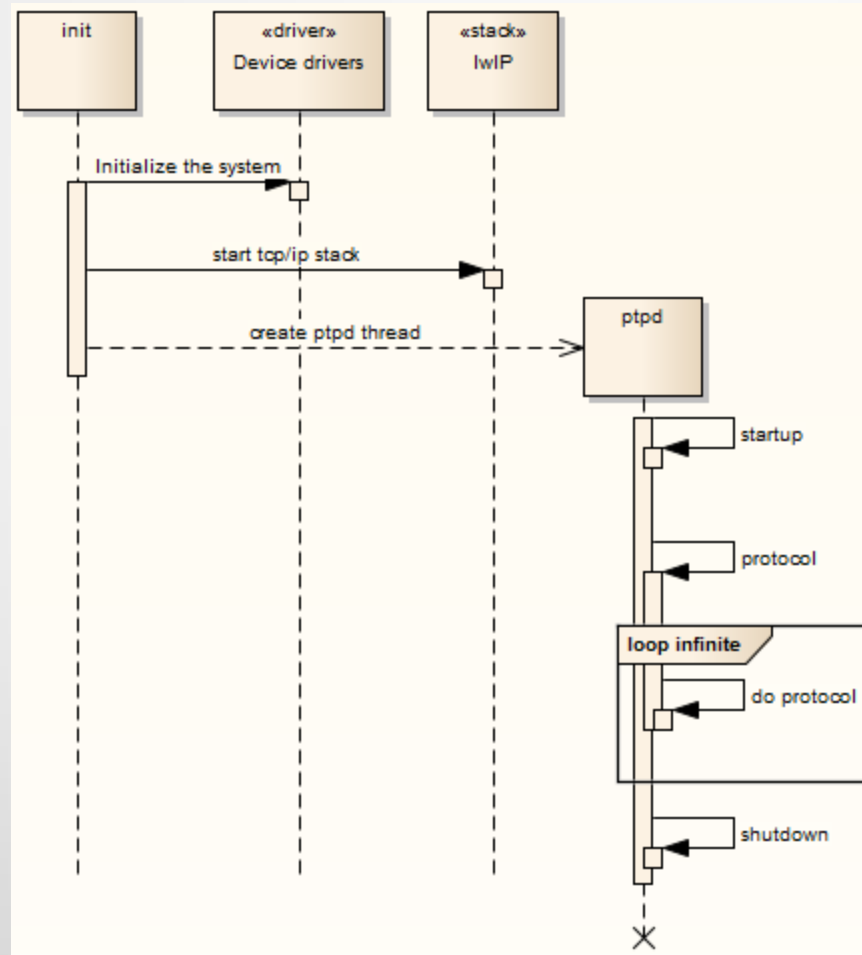 init
«driver»
Device drivers
«stack»
lwIP
Initialize the system
start tcp/ip stack
create ptpd thread
ptpd
startup
protocol
loop infinite
do protocol
shutdown